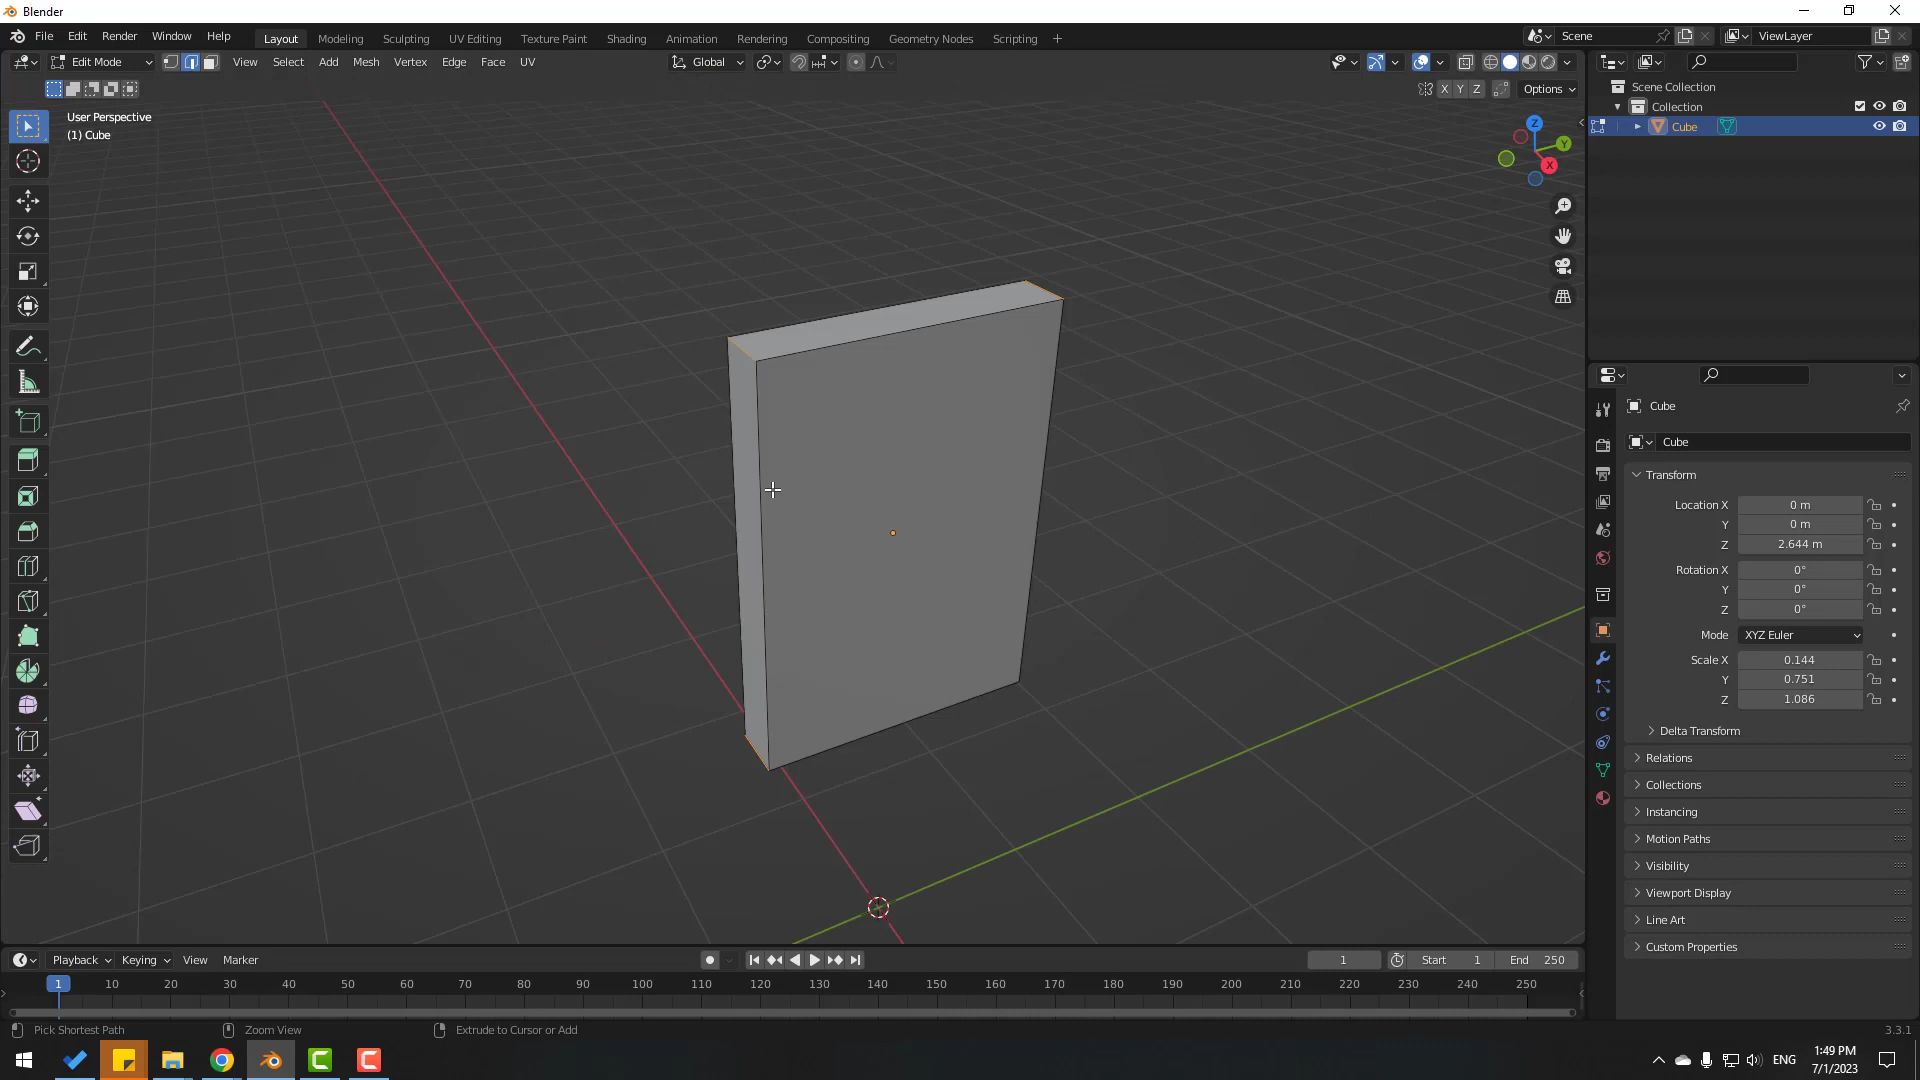 Blender
File Edit Render Window Help Layout Modeling Sculpting UV Editing Texture Paint Shading Animation Rendering Compositing Geometry Nodes Scripting + Scene ViewLayer
Edit Mode View Select Add Mesh Vertex Edge Face UV Global
X Y Z Options
User Perspective
(1) Cube
Z
Y
X
Scene Collection
Collection
Cube
Cube
Cube
Transform
Location X 0 m
Y 0 m
Z 2.644 m
Rotation X 0°
Y 0°
Z 0°
Mode XYZ Euler
Scale X 0.144
Y 0.751
Z 1.086
Delta Transform
Relations
Collections
Instancing
Motion Paths
Visibility
Viewport Display
Line Art
Custom Properties
Playback Keying View Marker 1 Start 1 End 250
1 10 20 30 40 50 60 70 80 90 100 110 120 130 140 150 160 170 180 190 200 210 220 230 240 250
Pick Shortest Path Zoom View Extrude to Cursor or Add 3.3.1
ENG 1:49 PM
7/1/2023